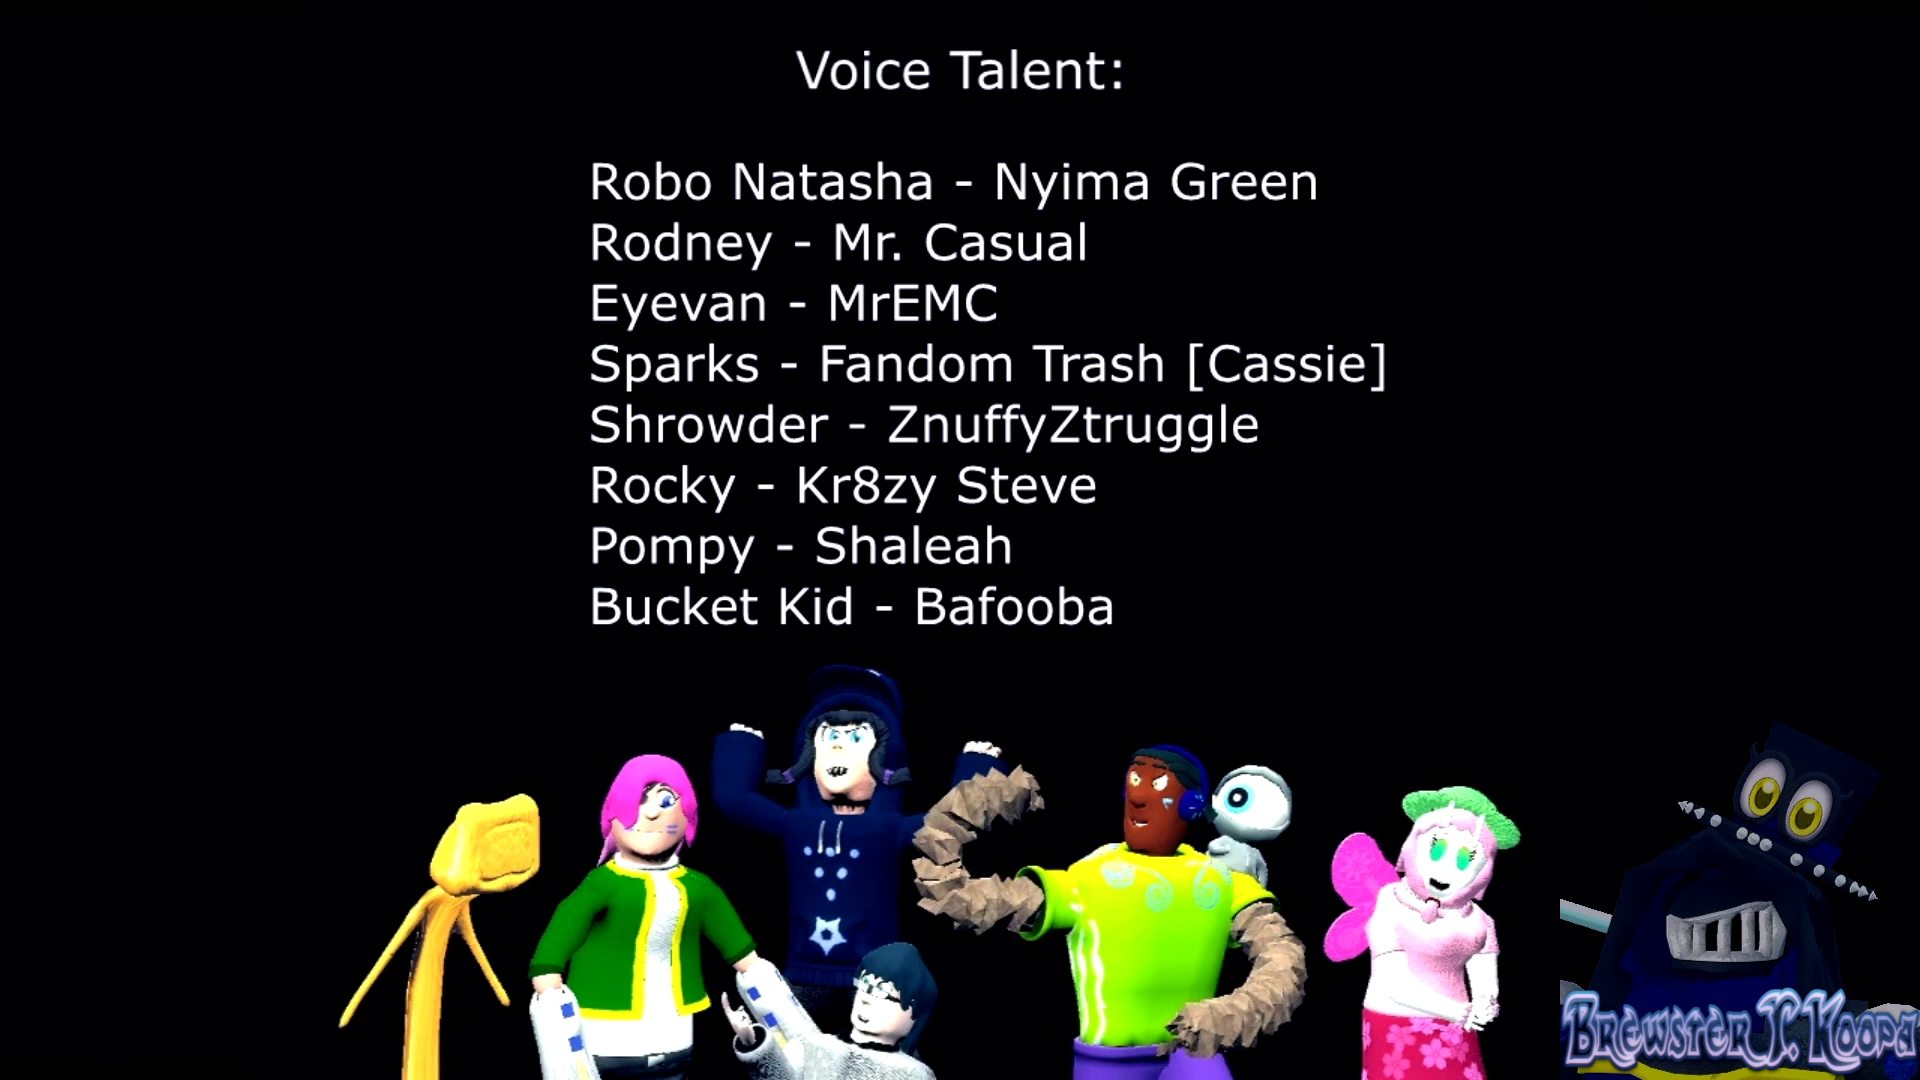 Voice Talent:
Robo Natasha - Nyima Green
Rodney - Mr. Casual
Eyevan - MrEMC
Sparks - Fandom Trash [Cassie]
Shrowder - ZnuffyZtruggle
Rocky - Kr8zy Steve
Pompy - Shaleah
Bucket Kid - Bafooba
Brewster T. Koopa